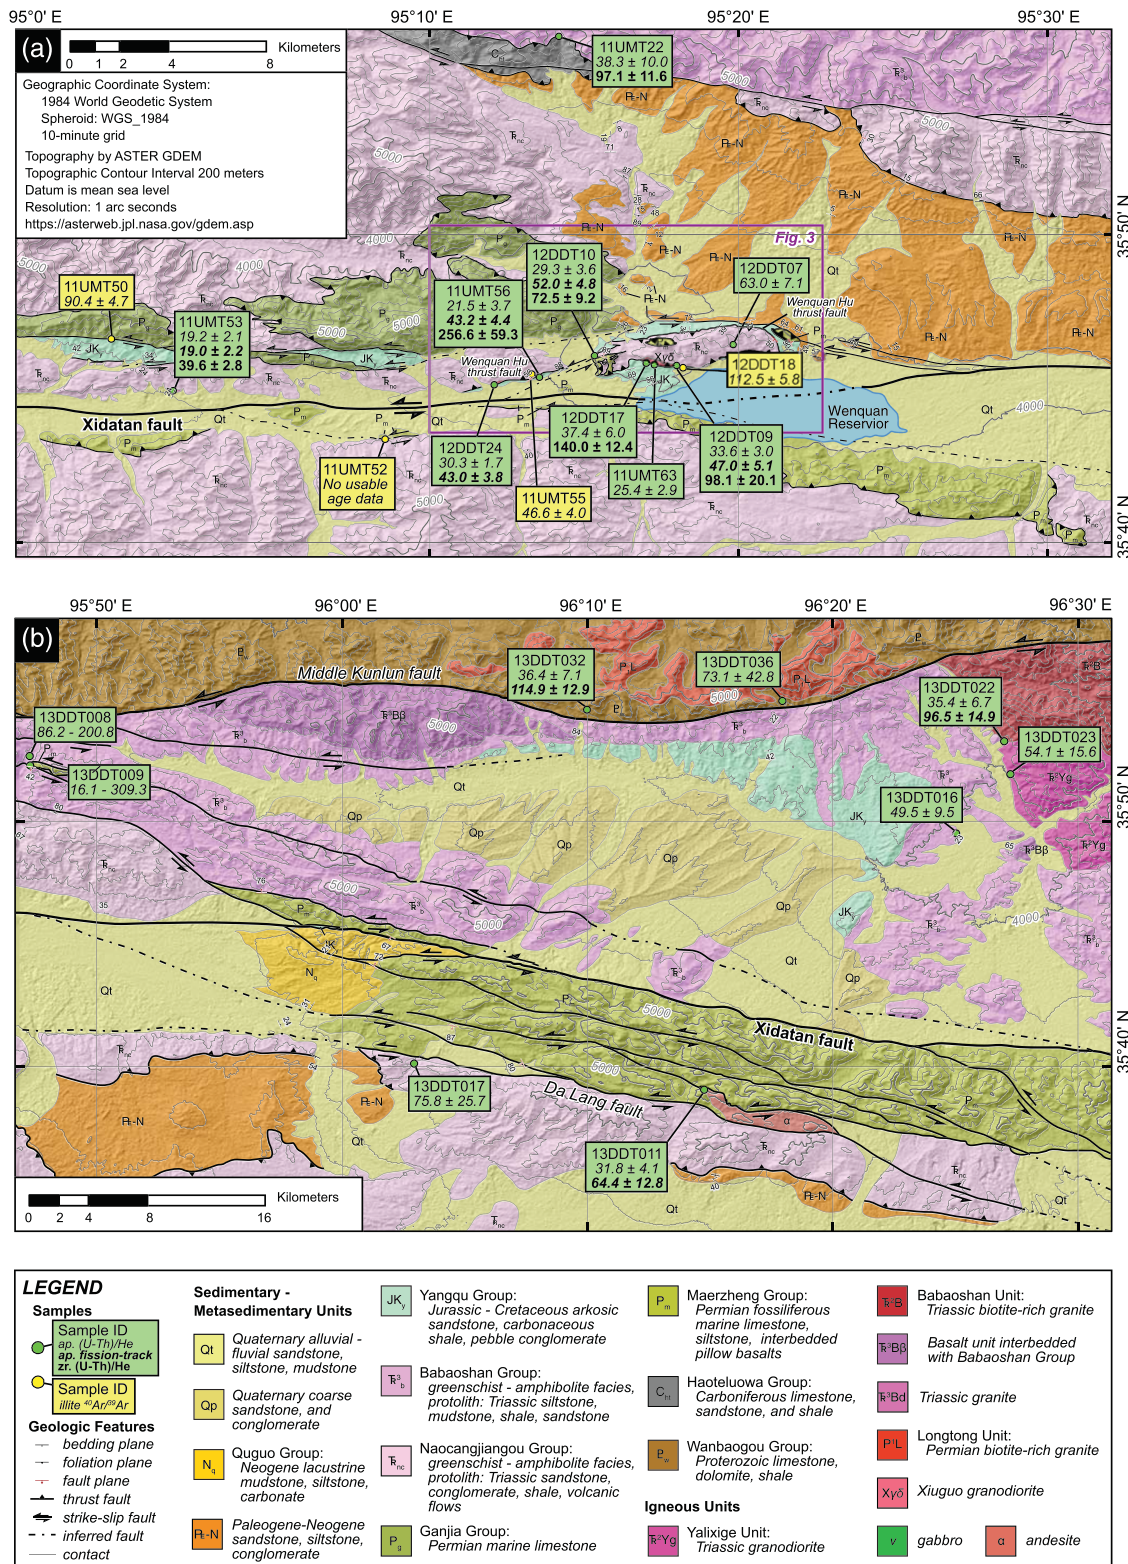 95°0' E
95°10' E
95°20' E
95°30' E
(a)
0 1 2 4 8
Kilometers
Geographic Coordinate System:
1984 World Geodetic System
Spheroid: WGS_1984
10-minute grid
Topography by ASTER GDEM
Topographic Contour Interval 200 meters
Datum is mean sea level
Resolution: 1 arc seconds
https://asterweb.jpl.nasa.gov/gdem.asp
11UMT22
38.3 ± 10.0
97.1 ± 11.6
35°50' N
Fig. 3
11UMT50
90.4 ± 4.7
11UMT53
19.2 ± 2.1
19.0 ± 2.2
39.6 ± 2.8
11UMT56
21.5 ± 3.7
43.2 ± 4.4
256.6 ± 59.3
12DDT10
29.3 ± 3.6
52.0 ± 4.8
72.5 ± 9.2
12DDT07
63.0 ± 7.1
Wenquan Hu
thrust fault
Wenquan Hu
thrust fault
12DDT18
112.5 ± 5.8
Xidatan fault
Wenquan
Reservior
12DDT17
37.4 ± 6.0
140.0 ± 12.4
12DDT09
33.6 ± 3.0
47.0 ± 5.1
98.1 ± 20.1
12DDT24
30.3 ± 1.7
43.0 ± 3.8
11UMT63
25.4 ± 2.9
11UMT52
No usable
age data
11UMT55
46.6 ± 4.0
35°40' N
5000
4000
Qt
95°50' E
96°00' E
96°10' E
96°20' E
96°30' E
(b)
Middle Kunlun fault
13DDT032
36.4 ± 7.1
114.9 ± 12.9
13DDT036
73.1 ± 42.8
13DDT022
35.4 ± 6.7
96.5 ± 14.9
13DDT008
86.2 - 200.8
13DDT023
54.1 ± 15.6
13DDT009
16.1 - 309.3
13DDT016
49.5 ± 9.5
35°50' N
5000
Qt
Qp
4000
Xidatan fault
35°40' N
13DDT017
75.8 ± 25.7
Da Lang fault
13DDT011
31.8 ± 4.1
64.4 ± 12.8
0 2 4 8 16
Kilometers
LEGEND
Samples
Sample ID
ap. (U-Th)/He
ap. fission-track
zr. (U-Th)/He
Sample ID
illite ⁴⁰Ar/³⁹Ar
Geologic Features
bedding plane
foliation plane
fault plane
thrust fault
strike-slip fault
inferred fault
contact
Sedimentary -
Metasedimentary Units
Qt
Quaternary alluvial -
fluvial sandstone,
siltstone, mudstone
Qp
Quaternary coarse
sandstone, and
conglomerate
Nq
Quguo Group:
Neogene lacustrine
mudstone, siltstone,
carbonate
Paleogene-Neogene
sandstone, siltstone,
conglomerate
JKy
Yangqu Group:
Jurassic - Cretaceous arkosic
sandstone, carbonaceous
shale, pebble conglomerate
Babaoshan Group:
greenschist - amphibolite facies,
protolith: Triassic siltstone,
mudstone, shale, sandstone
Naocangjiangou Group:
greenschist - amphibolite facies,
protolith: Triassic sandstone,
conglomerate, shale, volcanic
flows
Pg
Ganjia Group:
Permian marine limestone
Pm
Maerzheng Group:
Permian fossiliferous
marine limestone,
siltstone, interbedded
pillow basalts
Haoteluowa Group:
Carboniferous limestone,
sandstone, and shale
Wanbaogou Group:
Proterozoic limestone,
dolomite, shale
Igneous Units
Yalixige Unit:
Triassic granodiorite
Babaoshan Unit:
Triassic biotite-rich granite
Basalt unit interbedded
with Babaoshan Group
Triassic granite
Longtong Unit:
Permian biotite-rich granite
Xγδ
Xiuguo granodiorite
v
gabbro
α
andesite